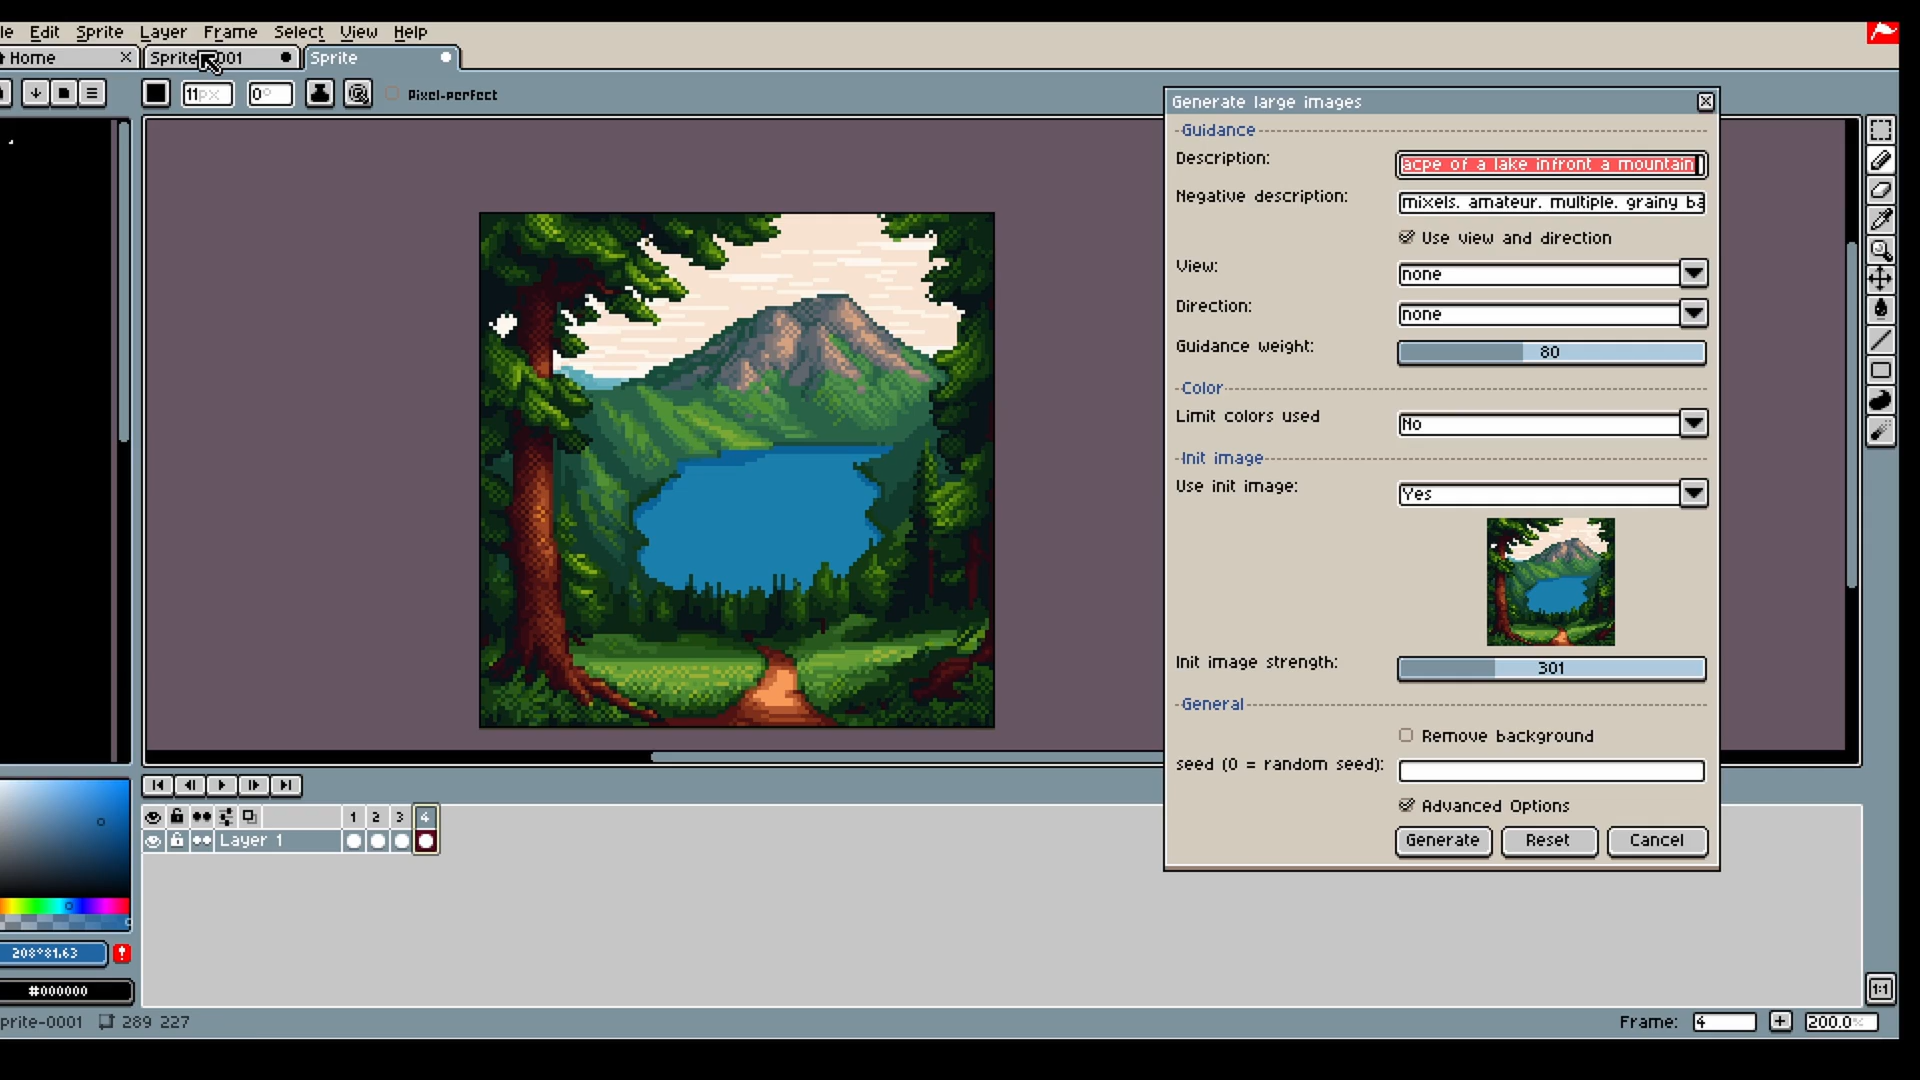 le Edit Sprite Layer Frame Select View Help
Home Sprite 001 Sprite
11px 0° Pixel-perfect
Generate large images
Guidance
Description: acpe of a lake infront a mountain
Negative description: mixels. amateur. multiple. grainy ba
Use view and direction
View: none
Direction: none
Guidance weight: 80
Color
Limit colors used No
Init image
Use init image: Yes
Init image strength: 301
General
Remove background
seed (0 = random seed):
Advanced Options
Generate Reset Cancel
1 2 3 4
Layer 1
208°81.63 !
#000000
1:1
prite-0001 289 227 Frame: 4 + 200.0%